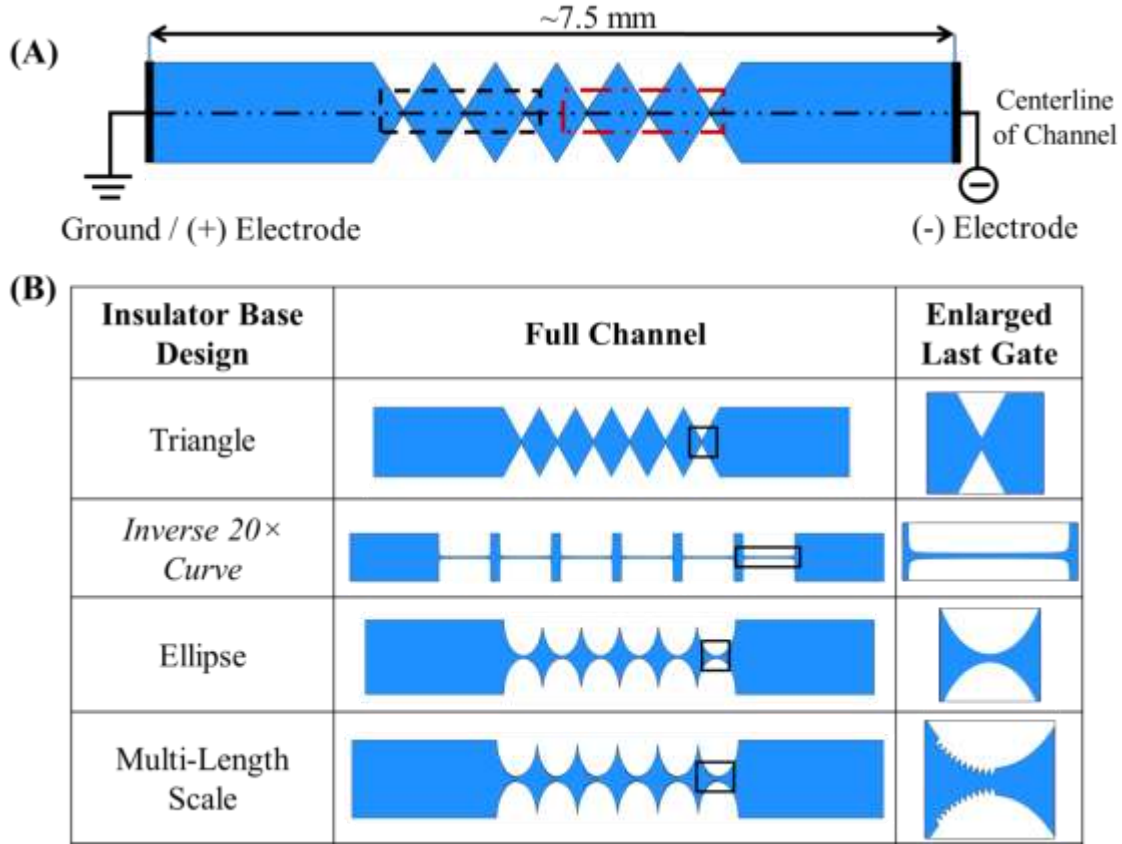 ~7.5 mm
(A)
Centerline
of Channel
Ground / (+) Electrode
(-) Electrode
(B)
Insulator Base
Design
Full Channel
Enlarged
Last Gate
Triangle
Inverse 20×
Curve
Ellipse
Multi-Length
Scale